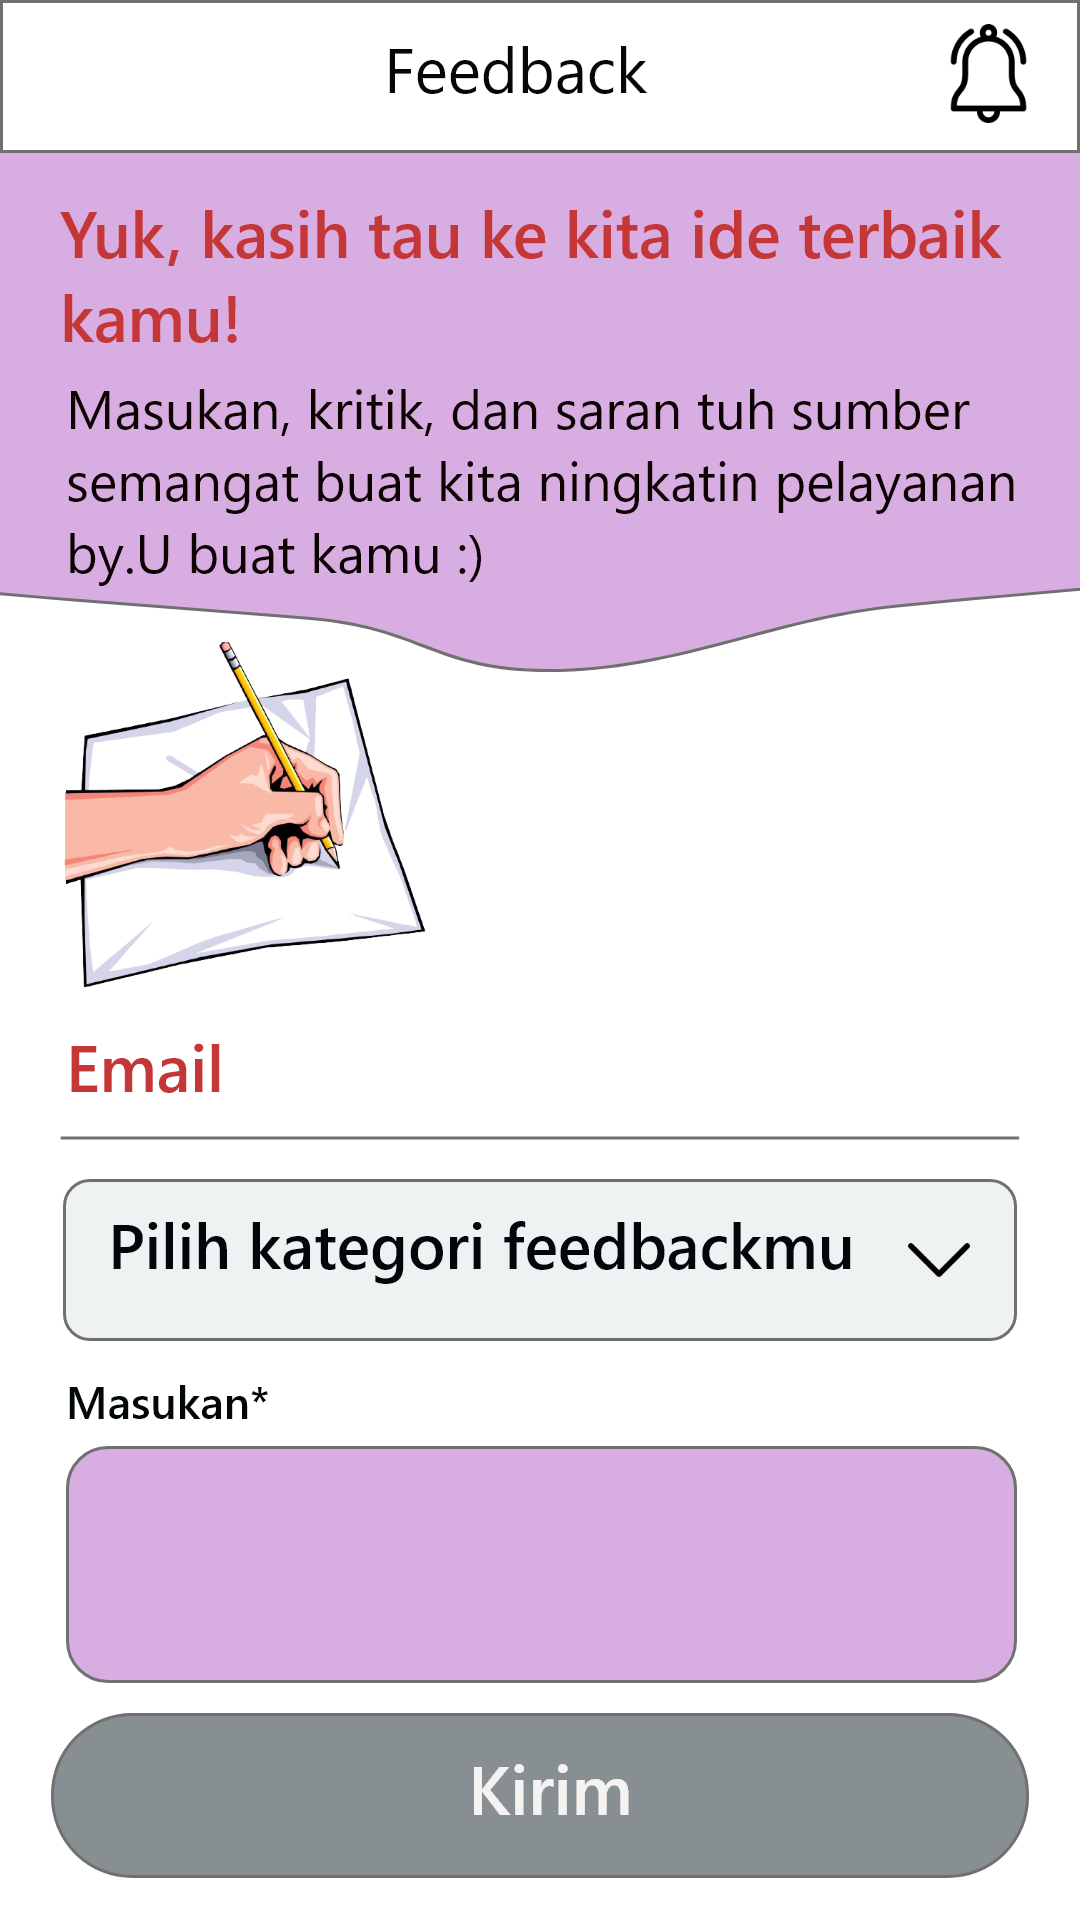 Feedback
Yuk, kasih tau ke kita ide terbaik
kamu!
Masukan, kritik, dan saran tuh sumber
semangat buat kita ningkatin pelayanan
by.U buat kamu :)
Email
Pilih kategori feedbackmu
Masukan*
Kirim